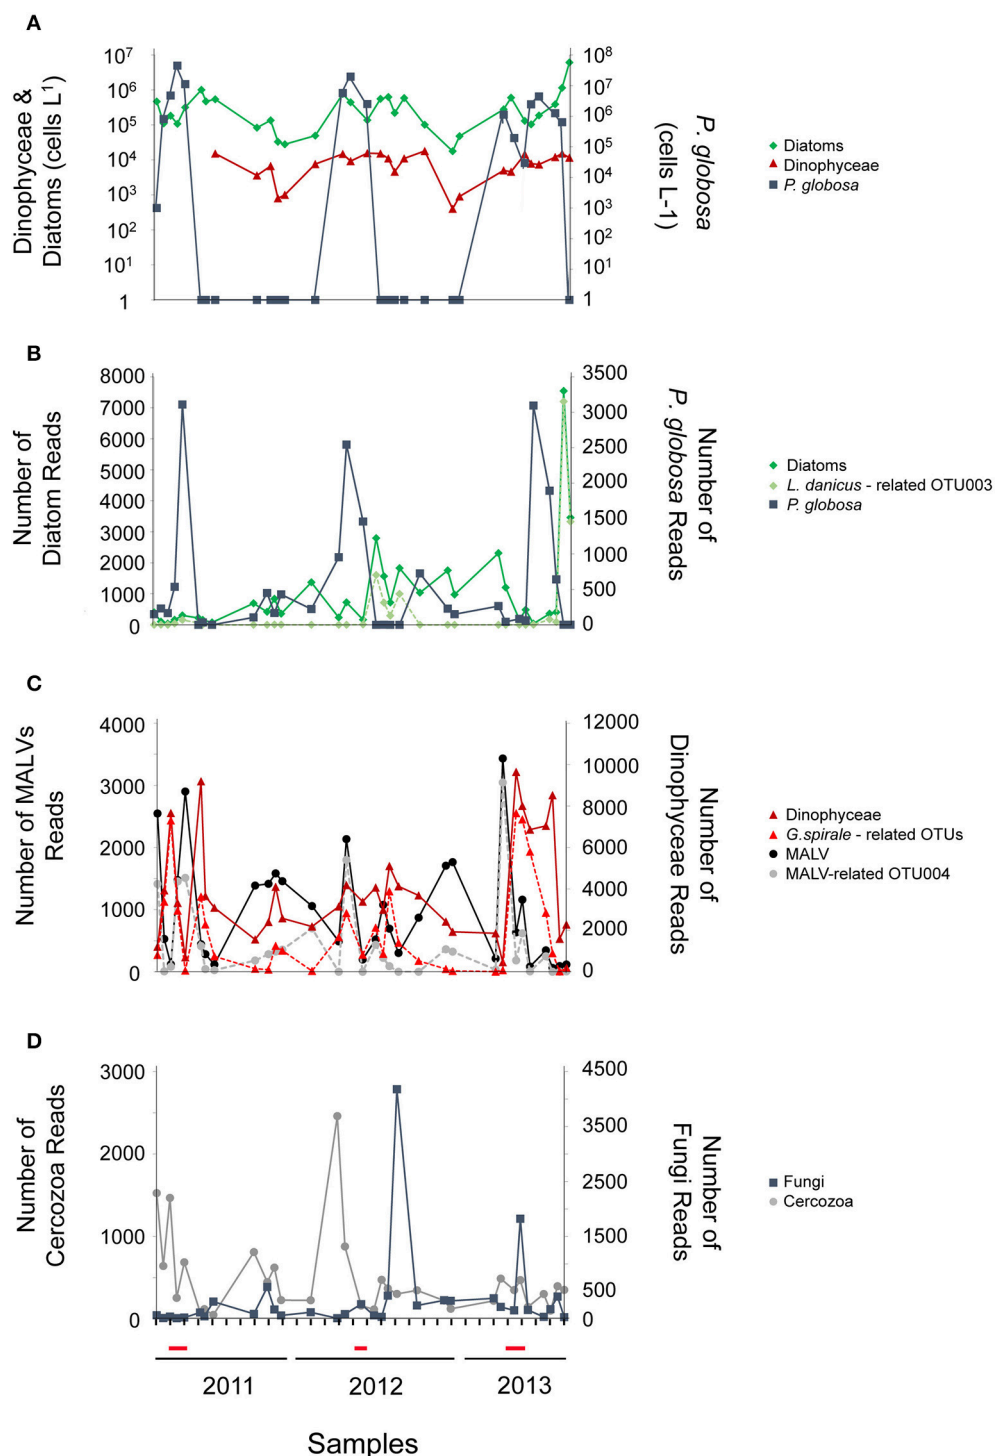 A
Dinophyceae &
Diatoms (cells L¹)
10⁷
10⁶
10⁵
10⁴
10³
10²
10¹
1
10⁸
10⁷
10⁶
10⁵
10⁴
10³
10²
10¹
1
P. globosa
(cells L-1)
Diatoms
Dinophyceae
P. globosa
B
Number of
Diatom Reads
8000
7000
6000
5000
4000
3000
2000
1000
0
3500
3000
2500
2000
1500
1000
500
0
Number of
P. globosa Reads
Diatoms
L. danicus - related OTU003
P. globosa
C
Number of MALVs
Reads
4000
3000
2000
1000
0
12000
10000
8000
6000
4000
2000
0
Number of
Dinophyceae Reads
Dinophyceae
G.spirale - related OTUs
MALV
MALV-related OTU004
D
Number of
Cercozoa Reads
3000
2000
1000
0
4500
3500
2500
1500
500
0
Number of
Fungi Reads
Fungi
Cercozoa
2011
2012
2013
Samples